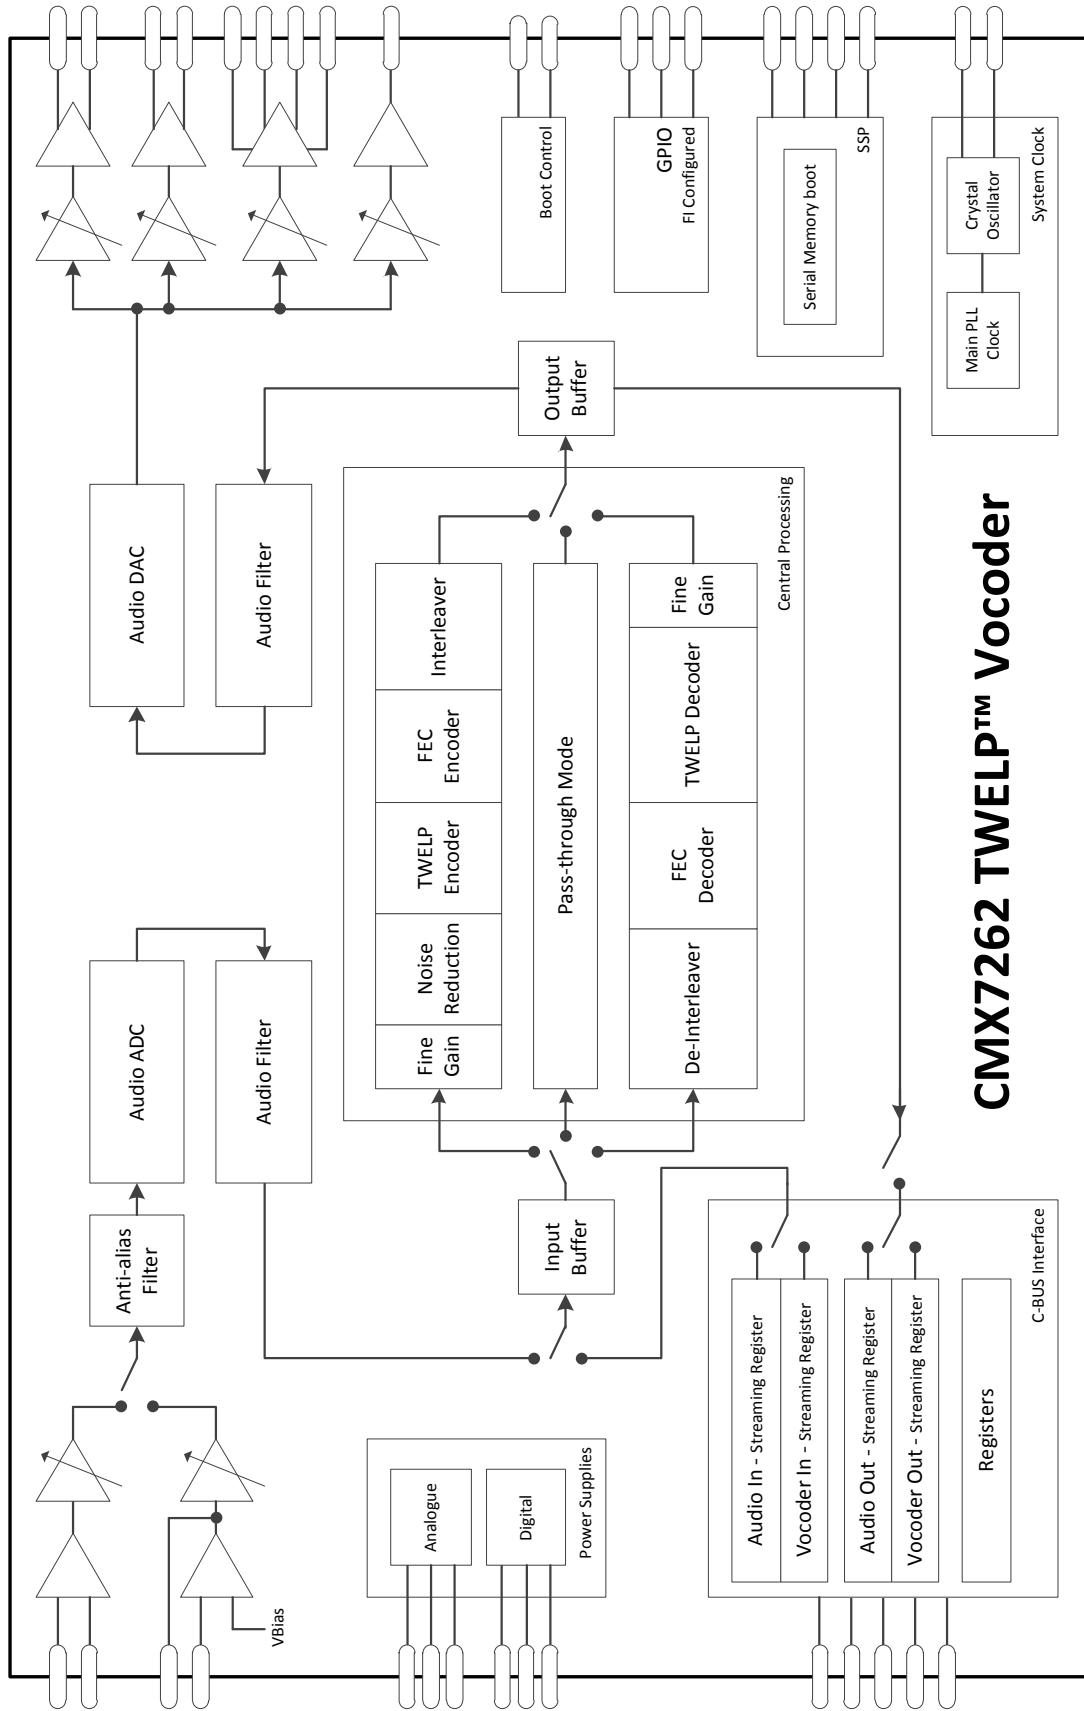 VBias
Anti-alias
Filter
Audio ADC
Audio Filter
Audio DAC
Audio Filter
Analogue
Digital
Power Supplies
Input
Buffer
Fine
Gain
Noise
Reduction
TWELP
Encoder
FEC
Encoder
Interleaver
Pass-through Mode
De-Interleaver
FEC
Decoder
TWELP Decoder
Fine
Gain
Central Processing
Output
Buffer
Boot Control
GPIO
FI Configured
Serial Memory boot
SSP
Main PLL
Clock
Crystal
Oscillator
System Clock
Audio In - Streaming Register
Vocoder In - Streaming Register
Audio Out - Streaming Register
Vocoder Out - Streaming Register
Registers
C-BUS Interface
CMX7262 TWELP™ Vocoder